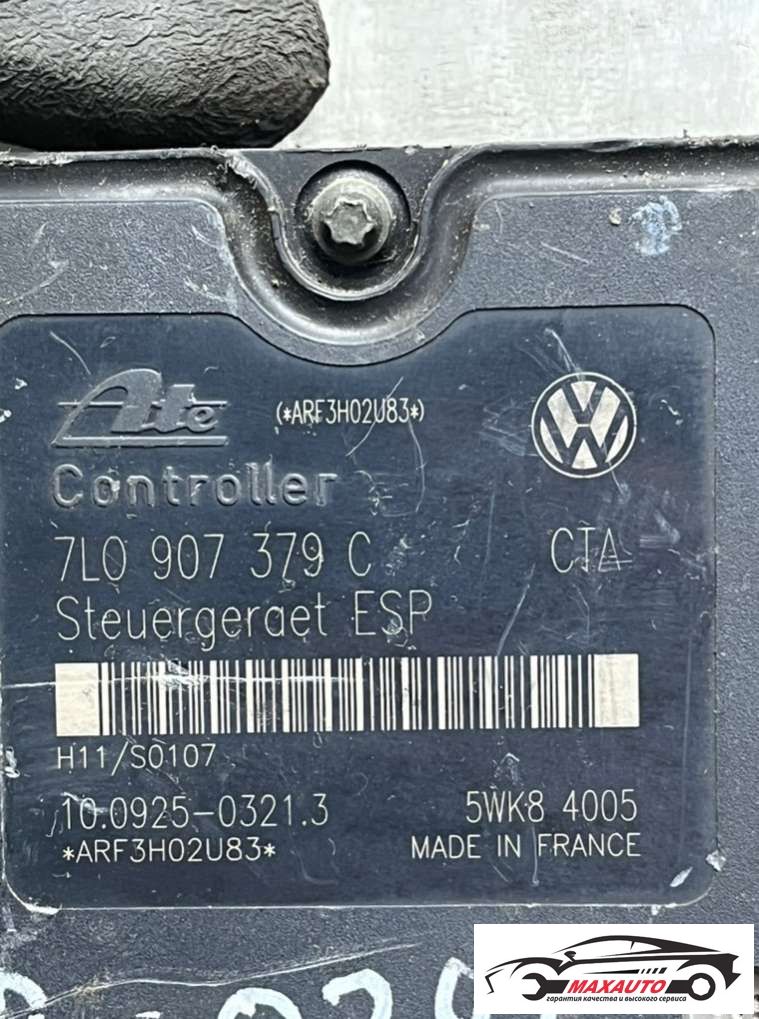 Ate
(*ARF3H02U83*)
Controller
7L0 907 379 C
CTA
Steuergeraet ESP
H11/S0107
10.0925-0321.3
5WK8 4005
*ARF3H02U83*
MADE IN FRANCE
MAXAUTO
гарантия качества и высокого сервиса